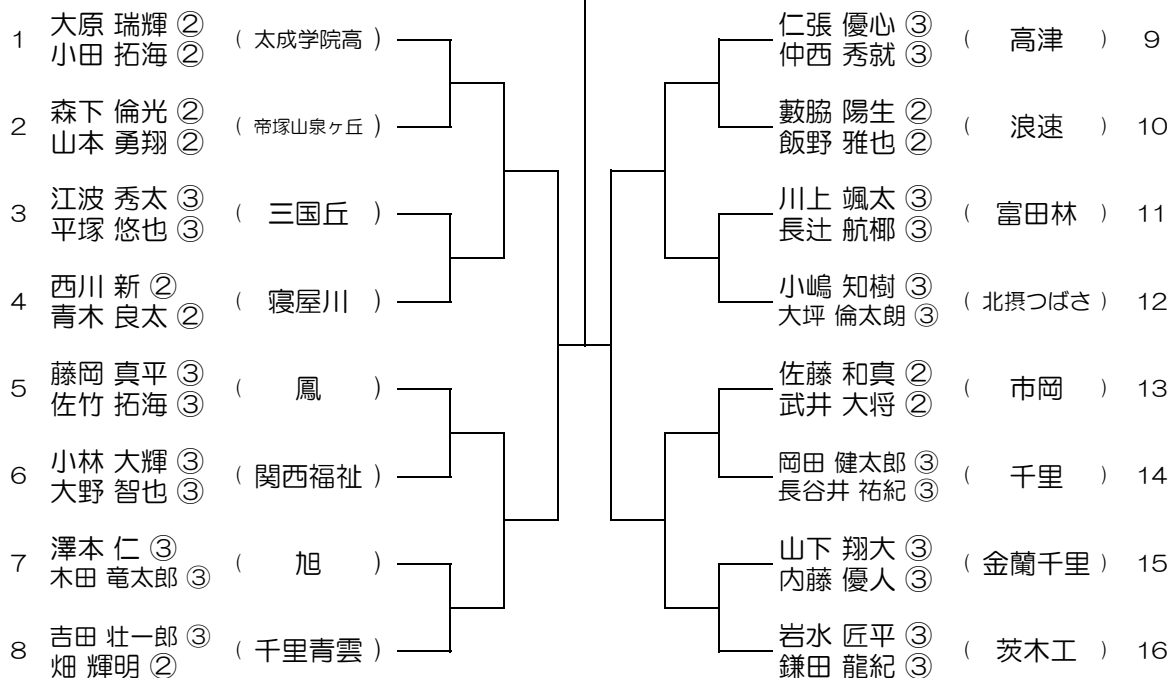 1 大原 瑞輝 ② ( 太成学院高 )
小田 拓海 ②
2 森下 倫光 ② ( 帝塚山泉ヶ丘 )
山本 勇翔 ②
3 江波 秀太 ③ ( 三国丘 )
平塚 悠也 ③
4 西川 新 ② ( 寝屋川 )
青木 良太 ②
5 藤岡 真平 ③ ( 鳳 )
佐竹 拓海 ③
6 小林 大輝 ③ ( 関西福祉 )
大野 智也 ③
7 澤本 仁 ③ ( 旭 )
木田 竜太郎 ③
8 吉田 壮一郎 ③ ( 千里青雲 )
畑 輝明 ②
仁張 優心 ③ ( 高津 ) 9
仲西 秀就 ③
藪脇 陽生 ② ( 浪速 ) 10
飯野 雅也 ②
川上 颯太 ③ ( 富田林 ) 11
長辻 航椰 ③
小嶋 知樹 ③ ( 北摂つばさ ) 12
大坪 倫太朗 ③
佐藤 和真 ② ( 市岡 ) 13
武井 大将 ②
岡田 健太郎 ③ ( 千里 ) 14
長谷井 祐紀 ③
山下 翔大 ③ ( 金蘭千里 ) 15
内藤 優人 ③
岩水 匠平 ③ ( 茨木工 ) 16
鎌田 龍紀 ③